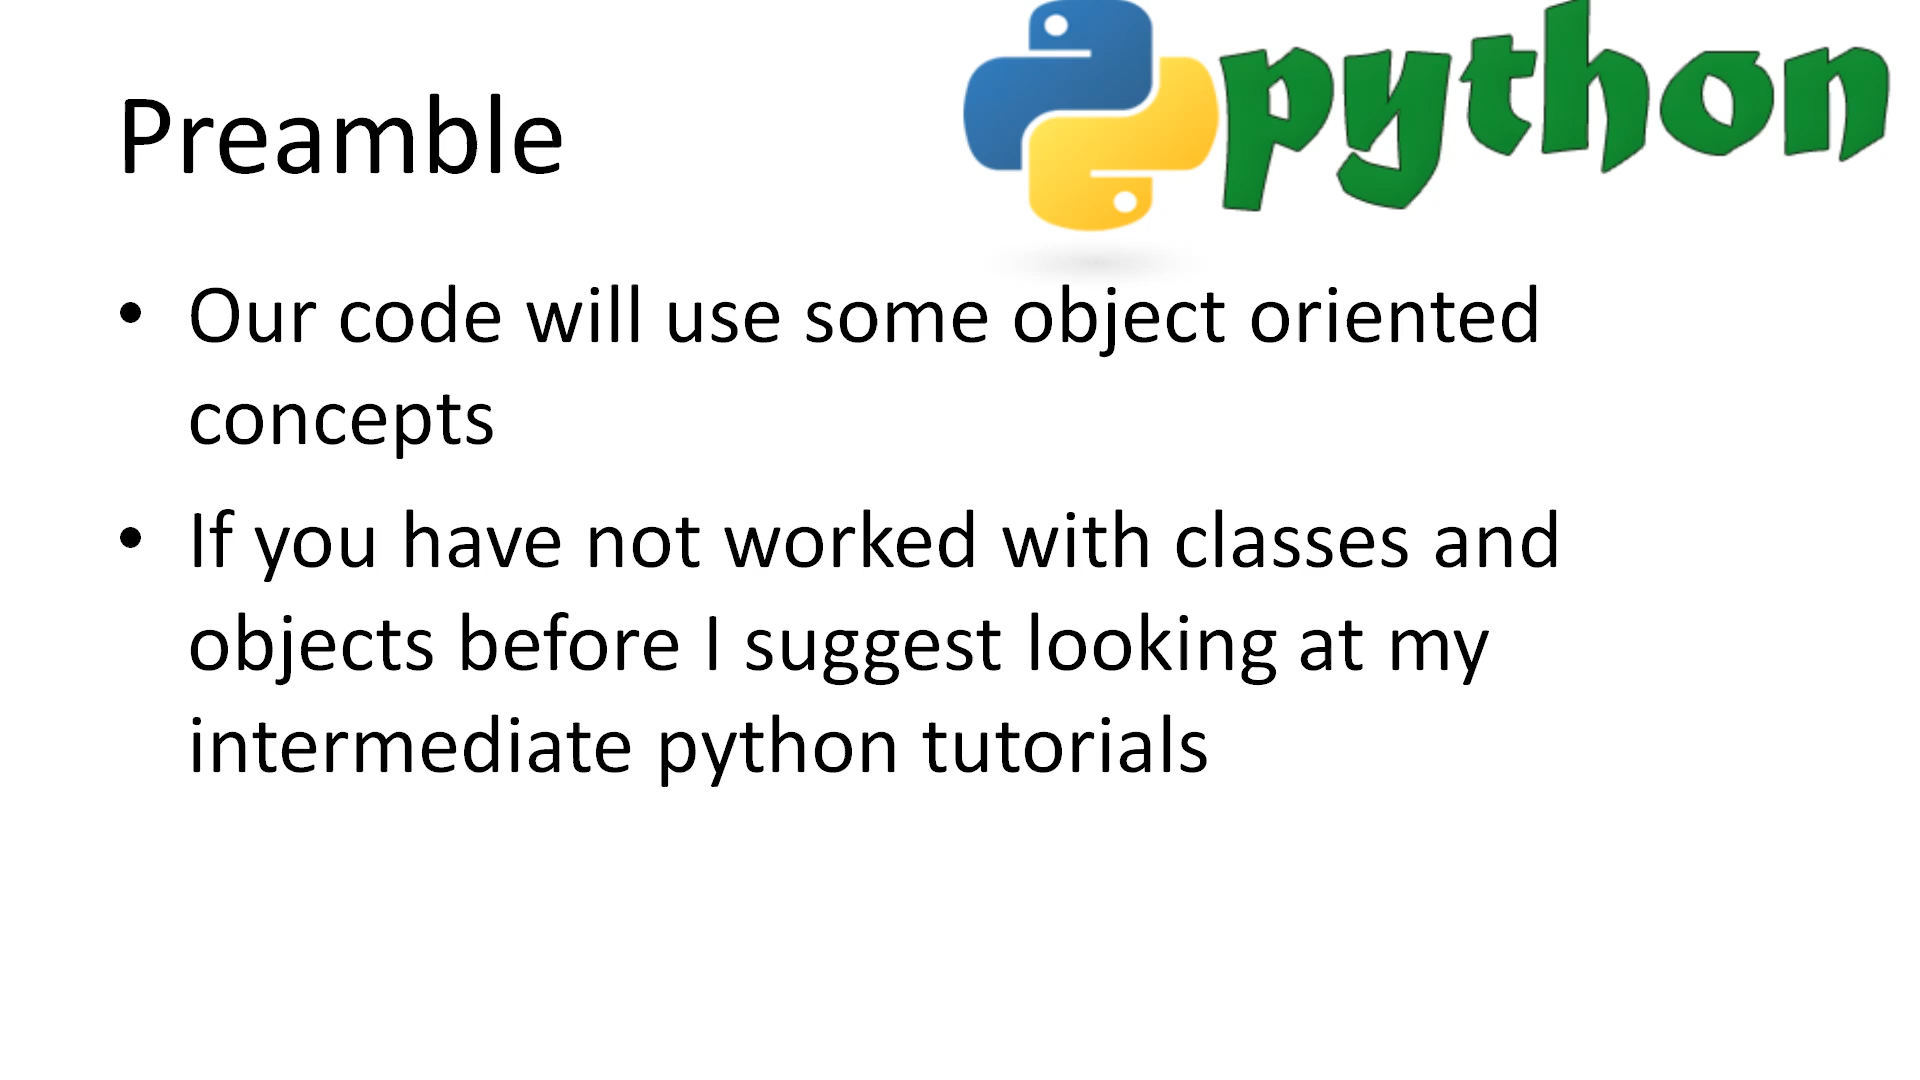 python
Preamble
• Our code will use some object oriented
concepts
• If you have not worked with classes and
objects before I suggest looking at my
intermediate python tutorials